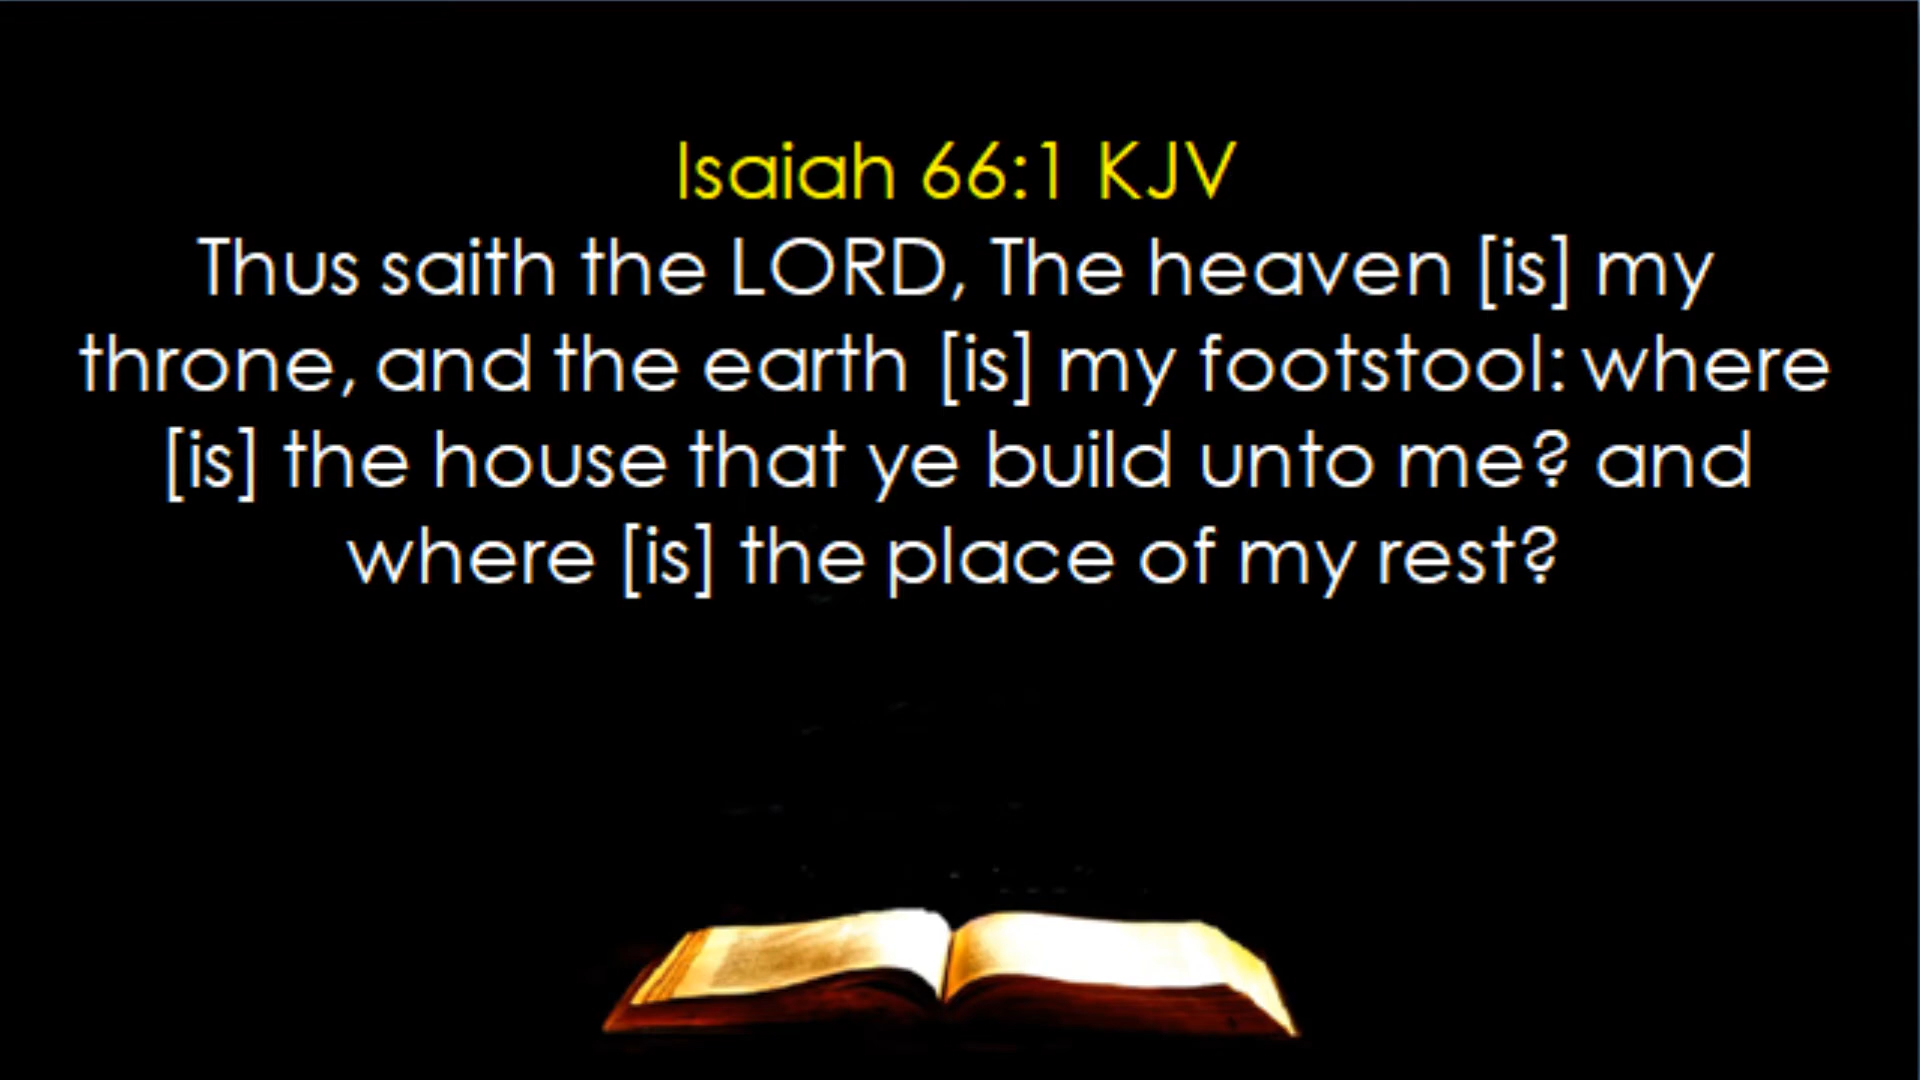 Isaiah 66:1 KJV
Thus saith the LORD, The heaven [is] my
throne, and the earth [is] my footstool: where
[is] the house that ye build unto me? and
where [is] the place of my rest?